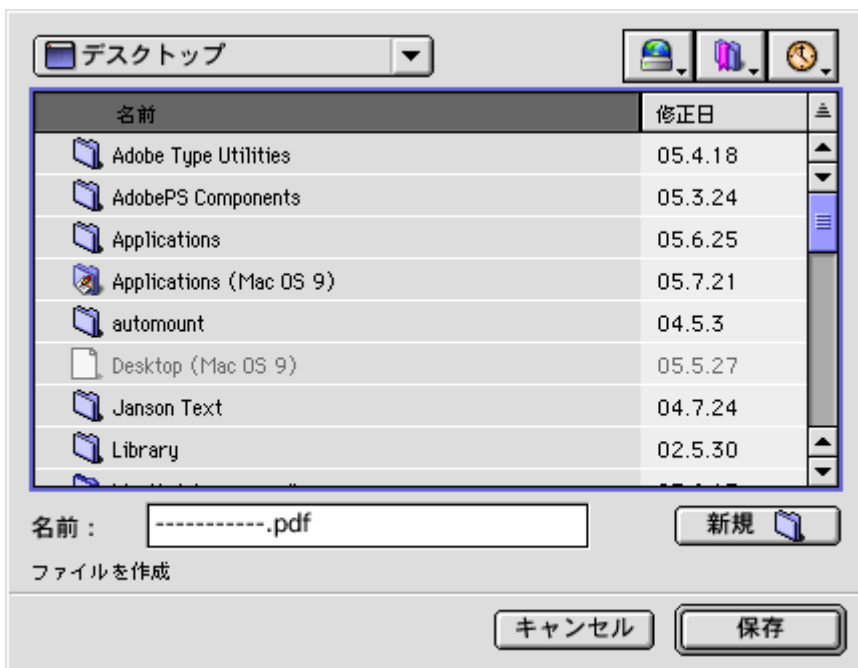 デスクトップ
名前 修正日
Adobe Type Utilities 05.4.18
AdobePS Components 05.3.24
Applications 05.6.25
Applications (Mac OS 9) 05.7.21
automount 04.5.3
Desktop (Mac OS 9) 05.5.27
Janson Text 04.7.24
Library 02.5.30
名前： -----------.pdf 新規
ファイルを作成
キャンセル 保存